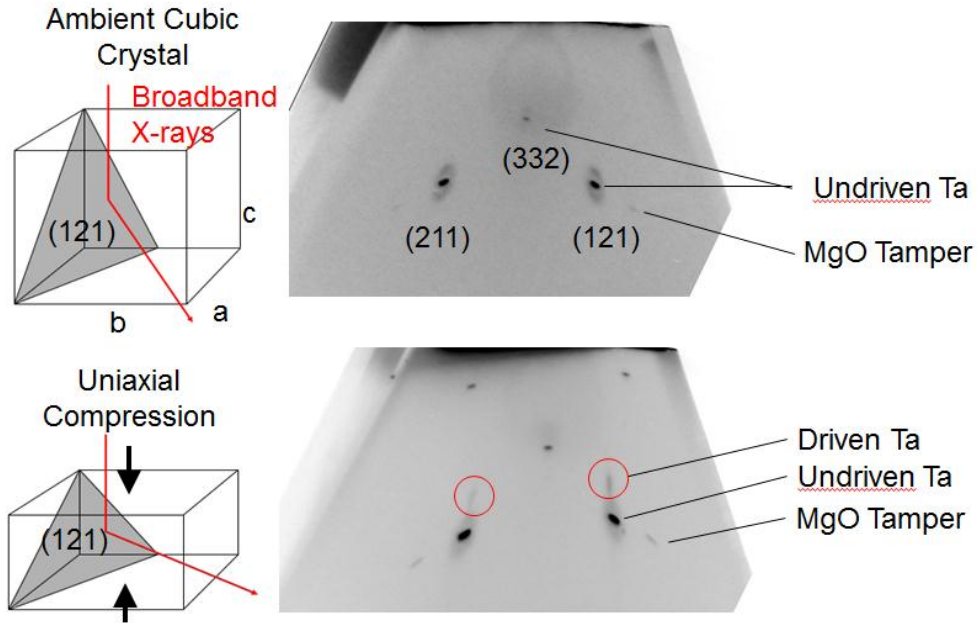 Ambient Cubic
Crystal
Broadband
X-rays
(121)
c
a
b
(332)
(211)
(121)
Undriven Ta
MgO Tamper
Uniaxial
Compression
(121)
Driven Ta
Undriven Ta
MgO Tamper